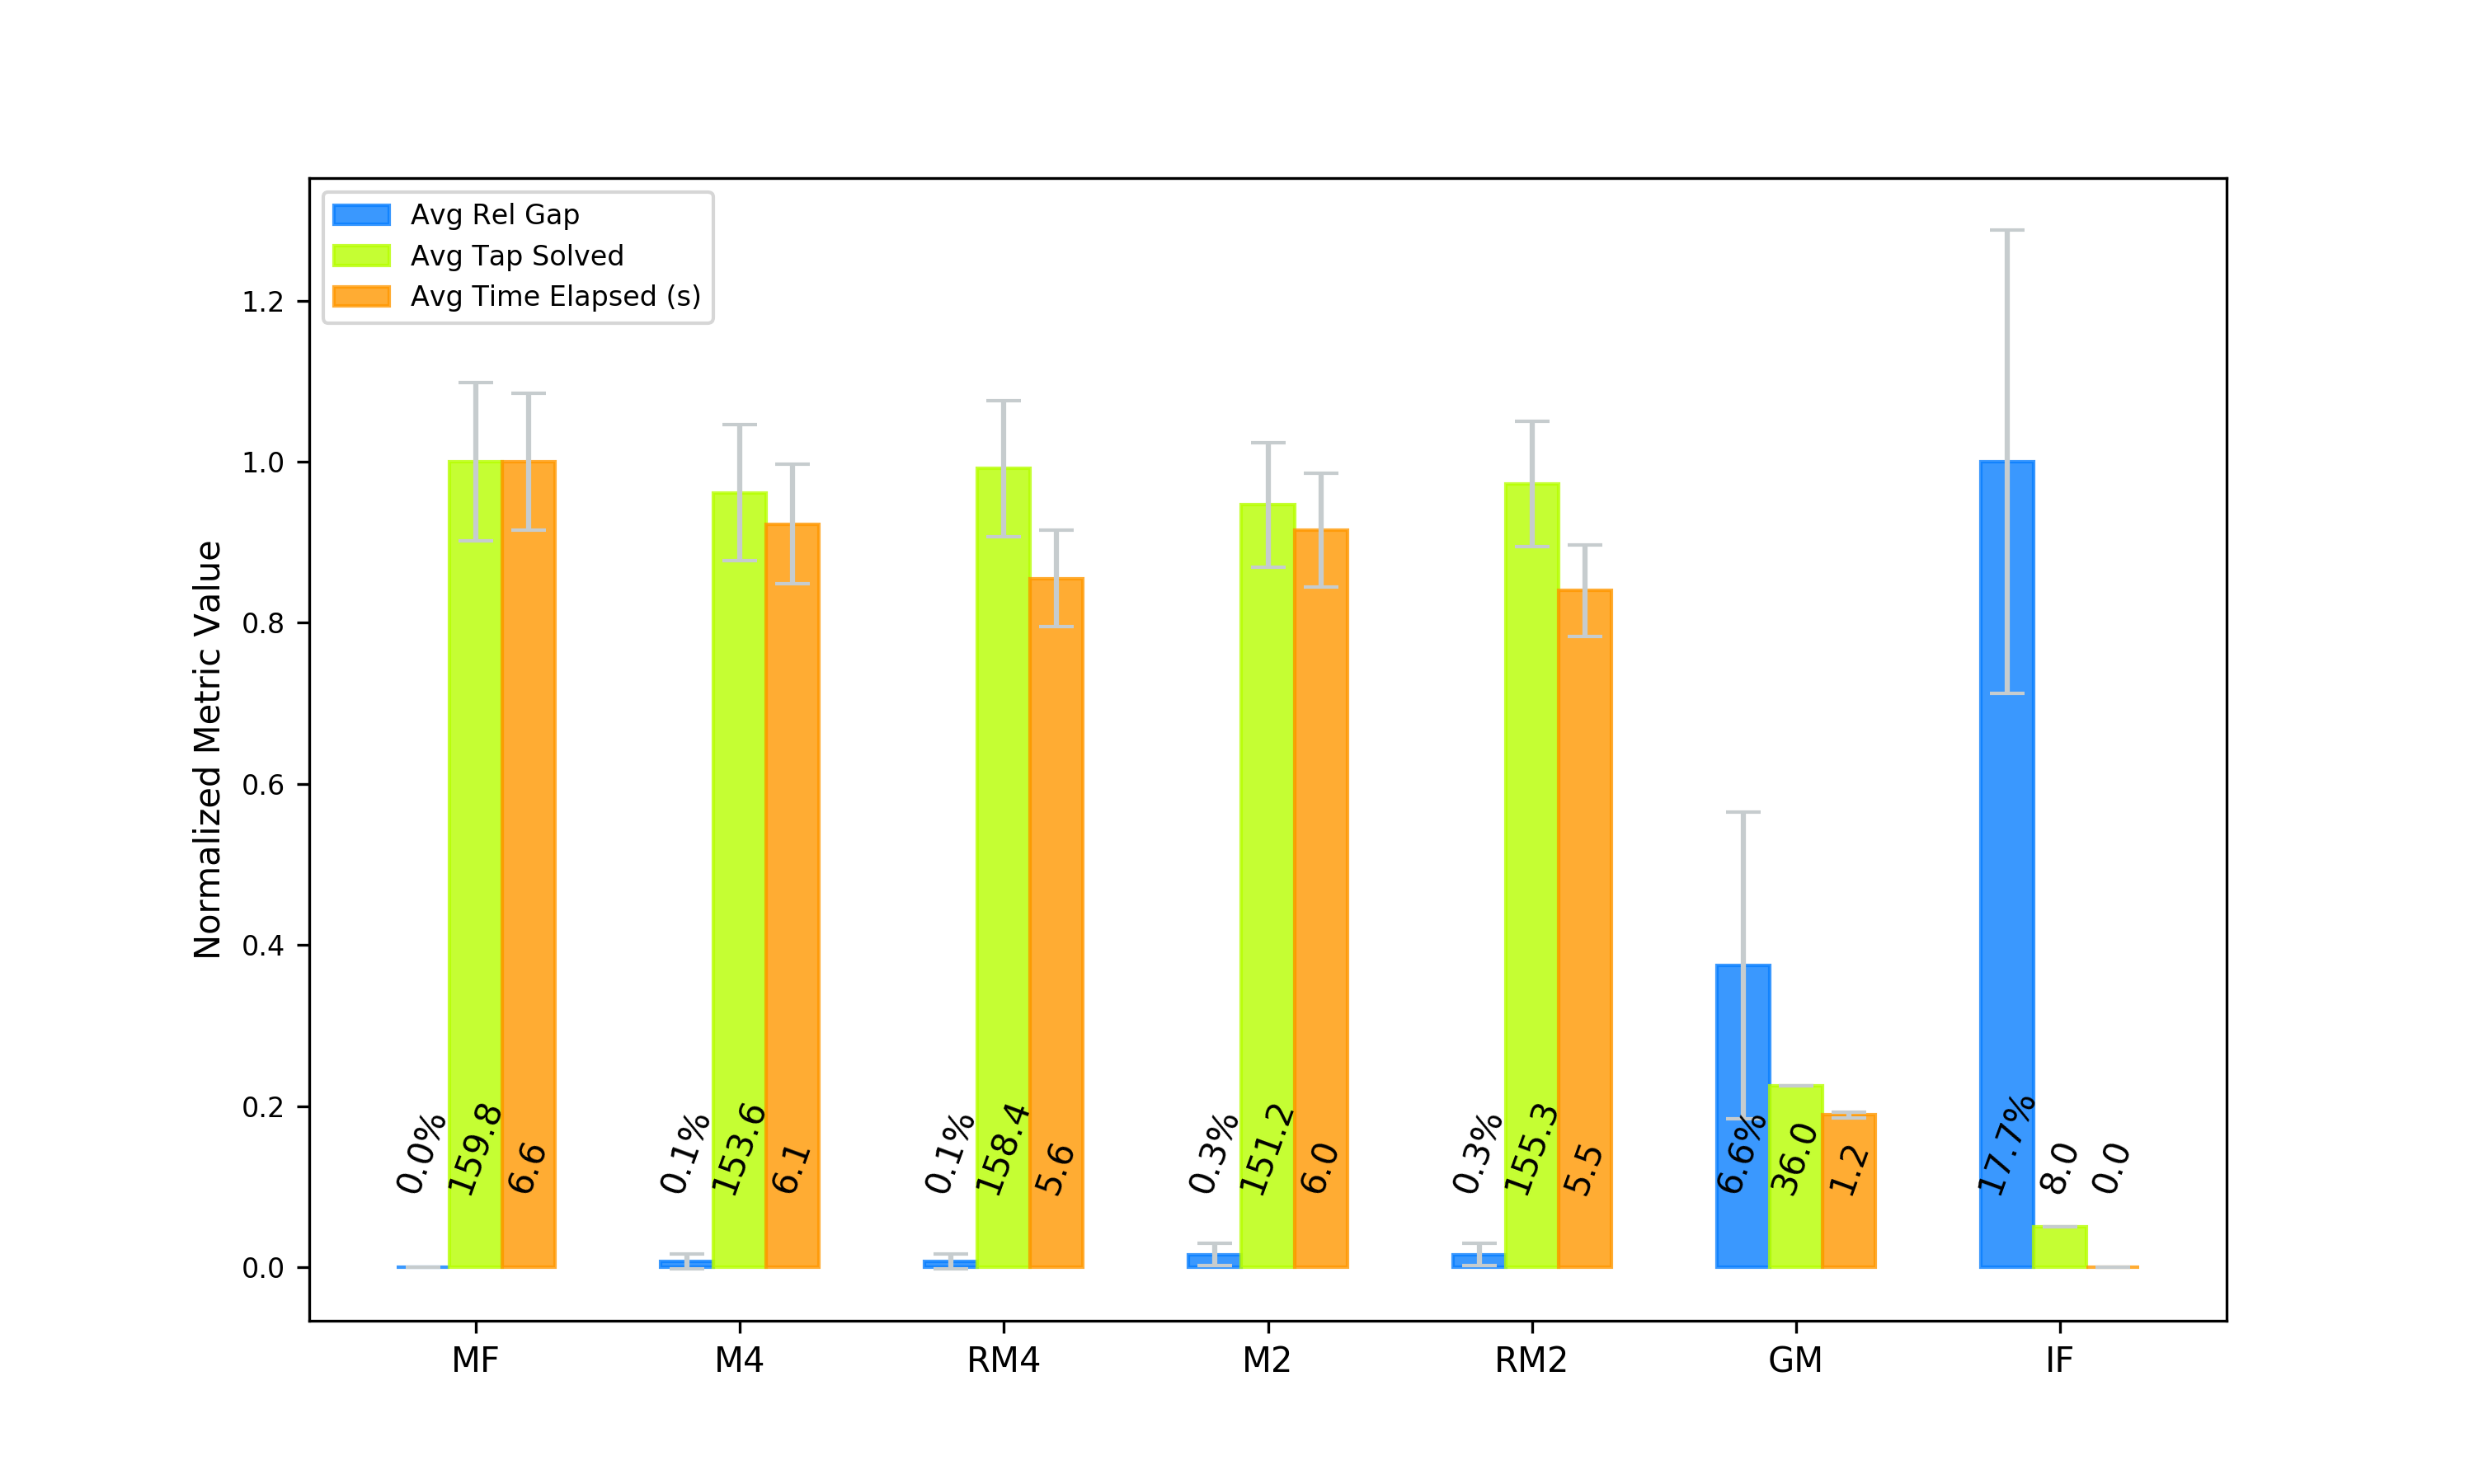 Avg Rel Gap
Avg Tap Solved
Avg Time Elapsed (s)
Normalized Metric Value
1.2
1.0
0.8
0.6
0.4
0.2
0.0
0.0% 159.8 6.6 0.1% 153.6 6.1 0.1% 158.4 5.6 0.3% 151.2 6.0 0.3% 155.3 5.5 6.6% 36.0 1.2 17.7% 8.0 0.0
MF M4 RM4 M2 RM2 GM IF